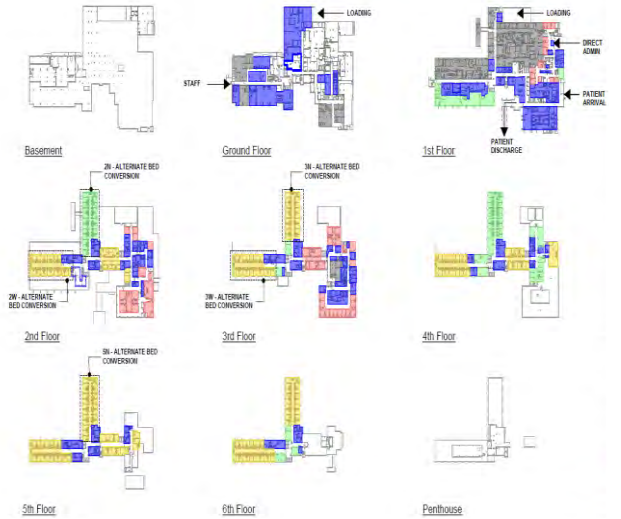 LOADING
STAFF
LOADING
DIRECT
ADMIN
PATIENT
ARRIVAL
PATIENT
DISCHARGE
Basement
Ground Floor
1st Floor
2N - ALTERNATE BED
CONVERSION
3N - ALTERNATE BED
CONVERSION
2W - ALTERNATE
BED CONVERSION
3W - ALTERNATE
BED CONVERSION
2nd Floor
3rd Floor
4th Floor
5N - ALTERNATE BED
CONVERSION
5th Floor
6th Floor
Penthouse